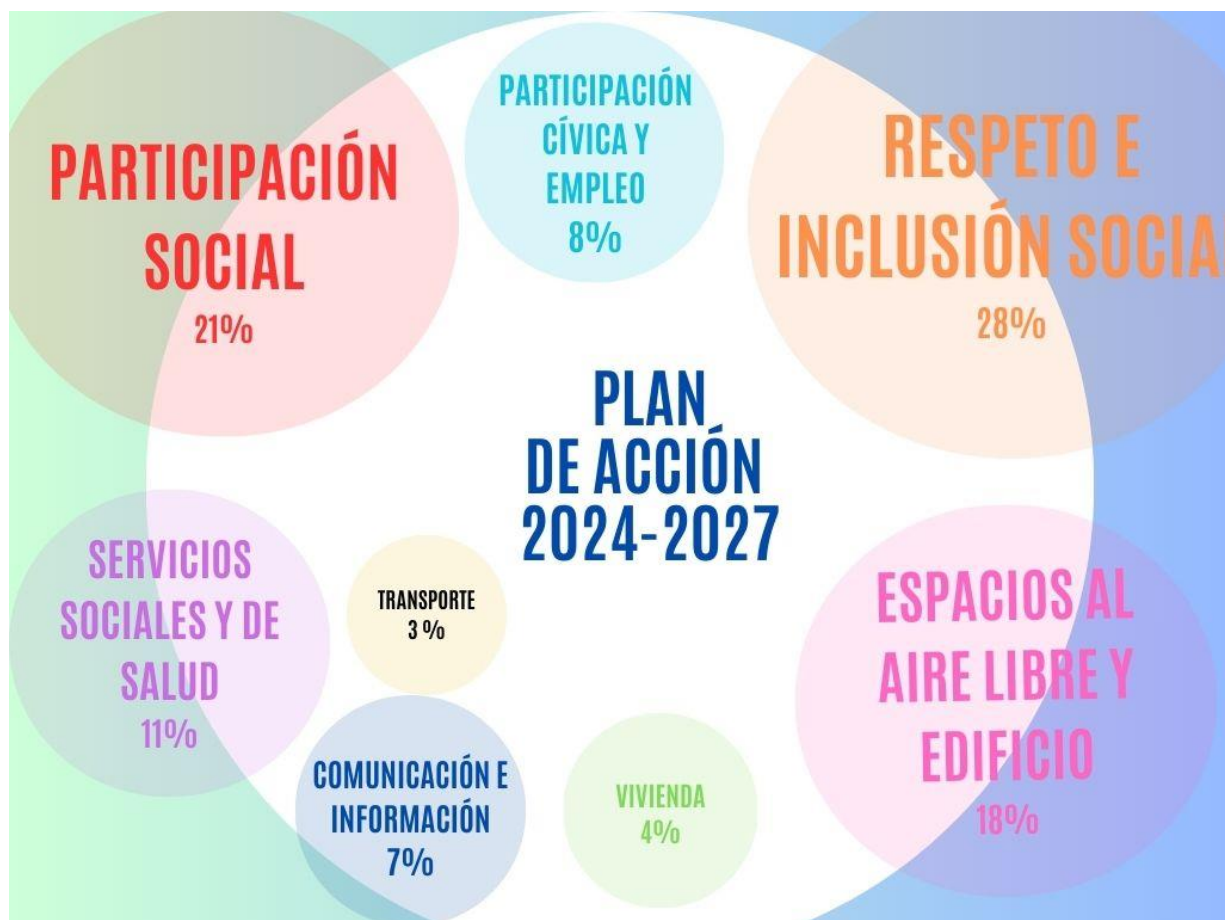 PARTICIPACIÓN
SOCIAL
21%
PARTICIPACIÓN
CÍVICA Y
EMPLEO
8%
RESPETO E
INCLUSIÓN SOCIA
28%
PLAN
DE ACCIÓN
2024-2027
SERVICIOS
SOCIALES Y DE
SALUD
11%
TRANSPORTE
3 %
COMUNICACIÓN E
INFORMACIÓN
7%
VIVIENDA
4%
ESPACIOS AL
AIRE LIBRE Y
EDIFICIO
18%